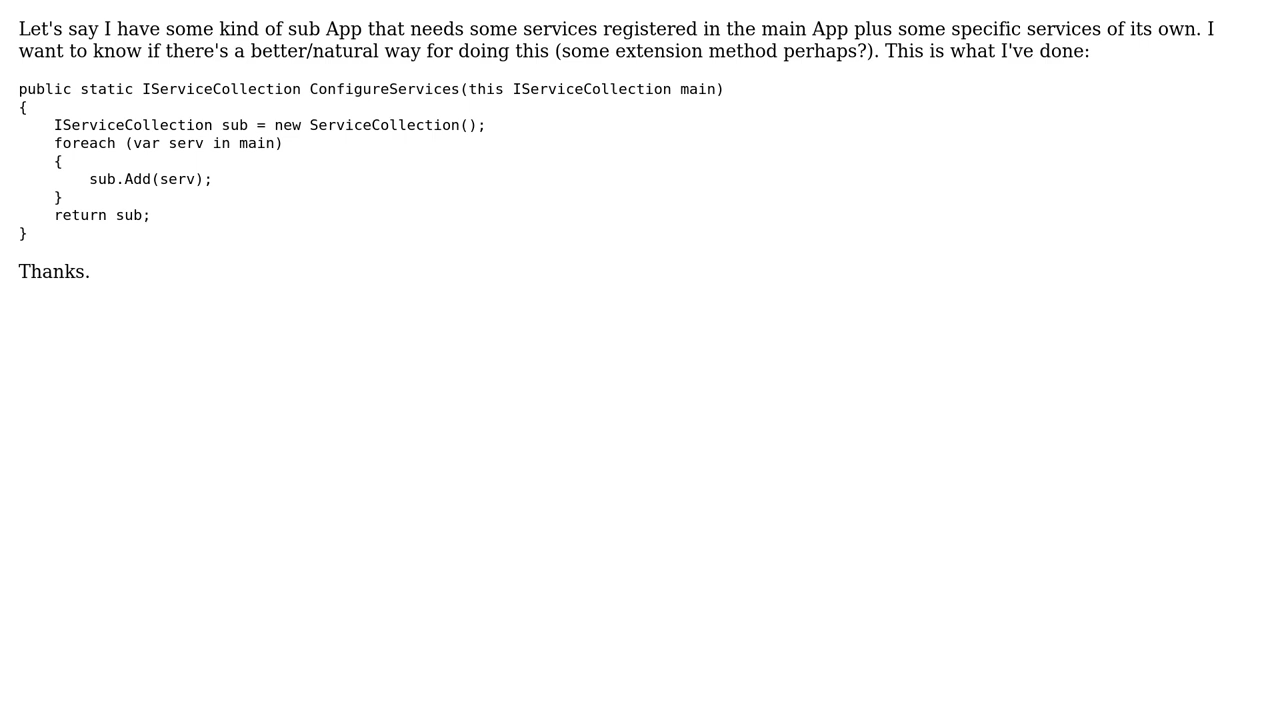 Let's say I have some kind of sub App that needs some services registered in the main App plus some specific services of its own. I
want to know if there's a better/natural way for doing this (some extension method perhaps?). This is what I've done:
public static IServiceCollection ConfigureServices(this IServiceCollection main)
{
    IServiceCollection sub = new ServiceCollection();
    foreach (var serv in main)
    {
        sub.Add(serv);
    }
    return sub;
}
Thanks.